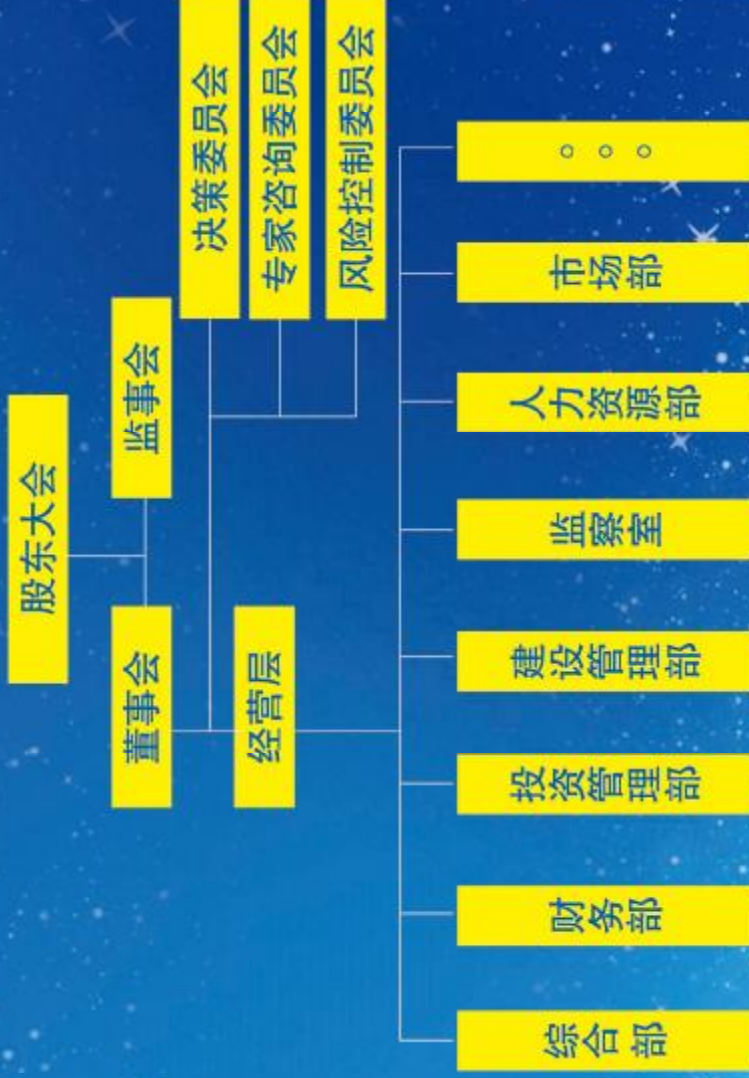 股东大会
董事会
监事会
决策委员会
专家咨询委员会
风险控制委员会
经营层
综合部
财务部
投资管理部
建设管理部
监察室
人力资源部
市场部
。。。